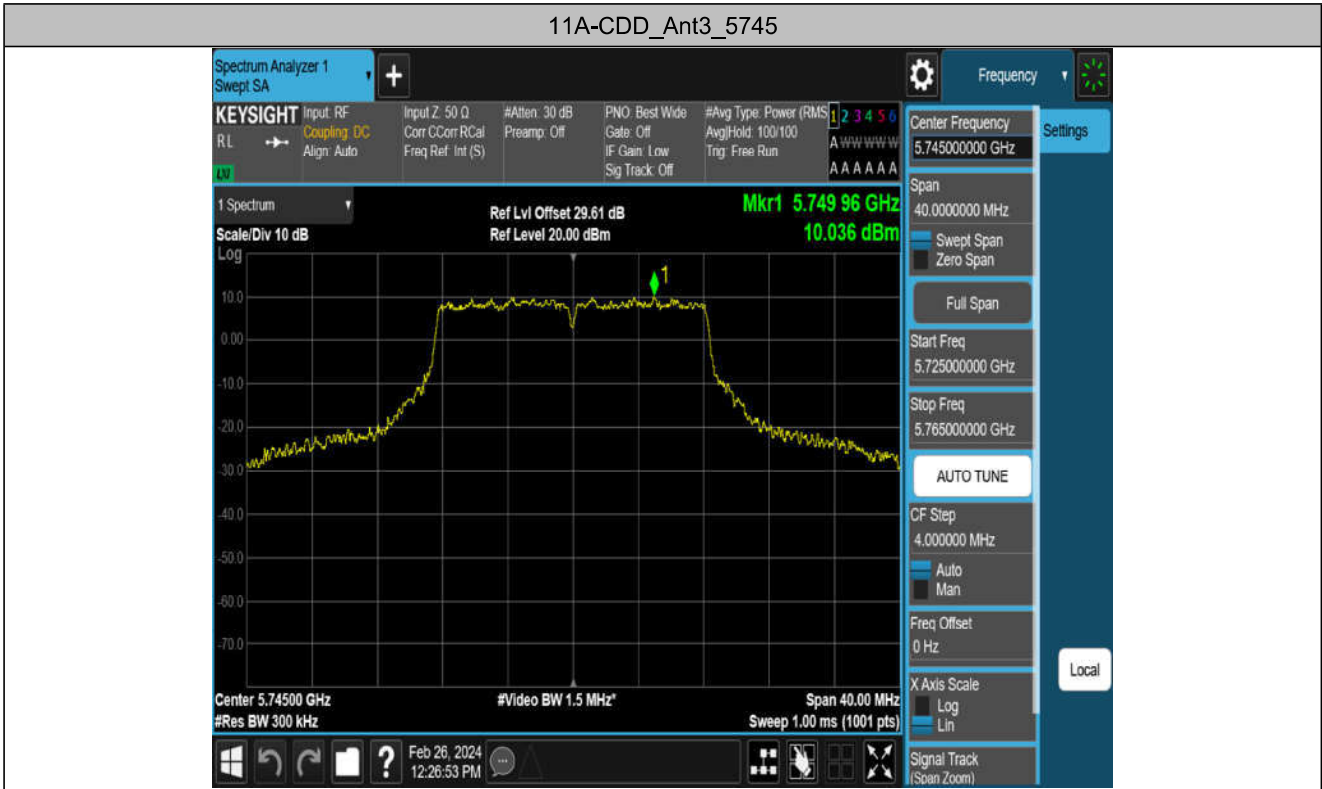 11A-CDD_Ant3_5745
Spectrum Analyzer 1
Swept SA
+
Frequency
KEYSIGHT
RL
Input: RF
Coupling: DC
Align: Auto
Input Z: 50 Ω
Corr CCorr RCal
Freq Ref: Int (S)
#Atten: 30 dB
Preamp: Off
PNO: Best Wide
Gate: Off
IF Gain: Low
Sig Track: Off
#Avg Type: Power (RMS
Avg|Hold: 100/100
Trig: Free Run
1 2 3 4 5 6
A W W W W W
A A A A A A
1 Spectrum
Scale/Div 10 dB
Log
Ref Lvl Offset 29.61 dB
Ref Level 20.00 dBm
Mkr1 5.749 96 GHz
10.036 dBm
1
10.0
0.00
-10.0
-20.0
-30.0
-40.0
-50.0
-60.0
-70.0
Center 5.74500 GHz
#Res BW 300 kHz
#Video BW 1.5 MHz*
Span 40.00 MHz
Sweep 1.00 ms (1001 pts)
Center Frequency
5.745000000 GHz
Settings
Span
40.0000000 MHz
Swept Span
Zero Span
Full Span
Start Freq
5.725000000 GHz
Stop Freq
5.765000000 GHz
AUTO TUNE
CF Step
4.000000 MHz
Auto
Man
Freq Offset
0 Hz
X Axis Scale
Log
Lin
Local
Signal Track
(Span Zoom)
?
Feb 26, 2024
12:26:53 PM